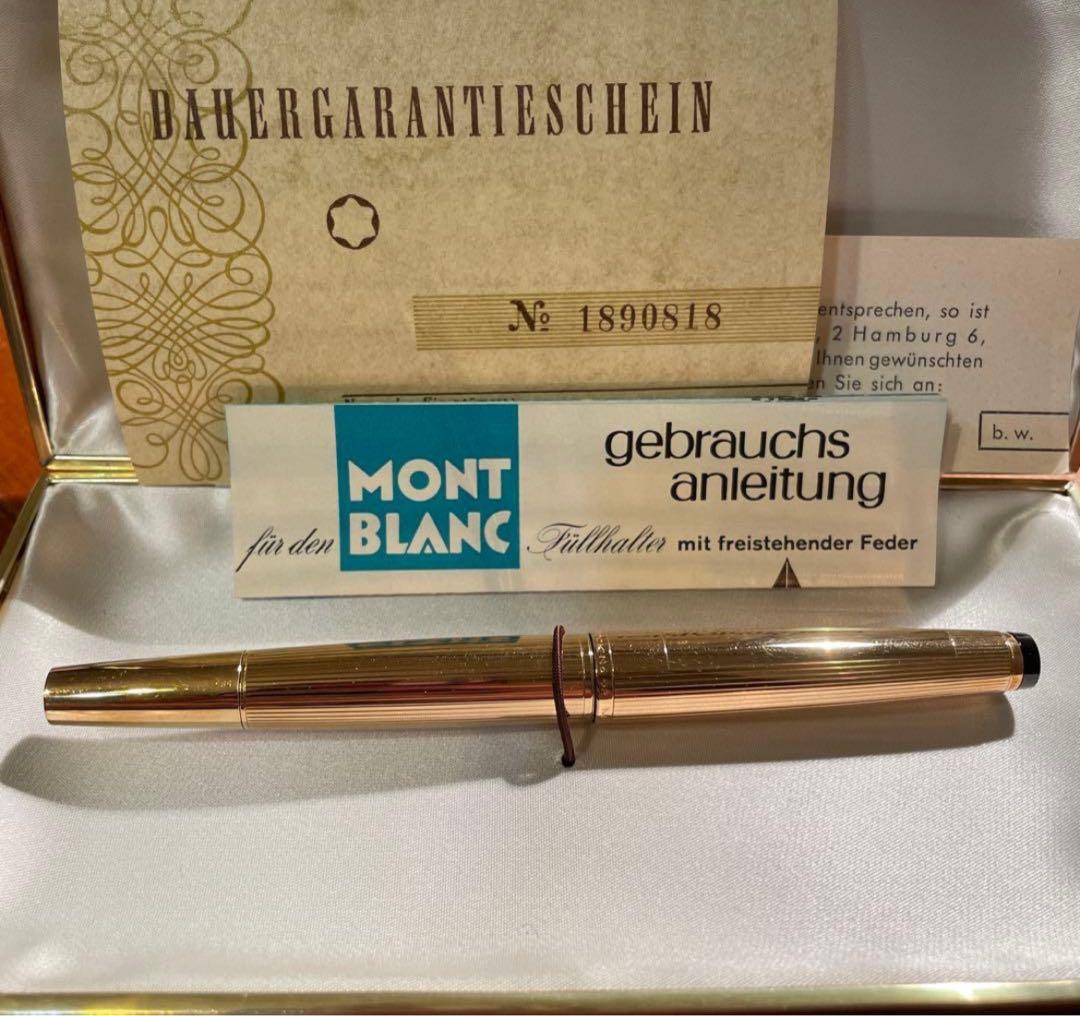 DAUERGARANTIESCHEIN
№ 1890818
entsprechen, so ist
, 2 Hamburg 6,
Ihnen gewünschten
Sie sich an:
b. w.
gebrauchs
anleitung
für den MONT BLANC Füllhalter mit freistehender Feder